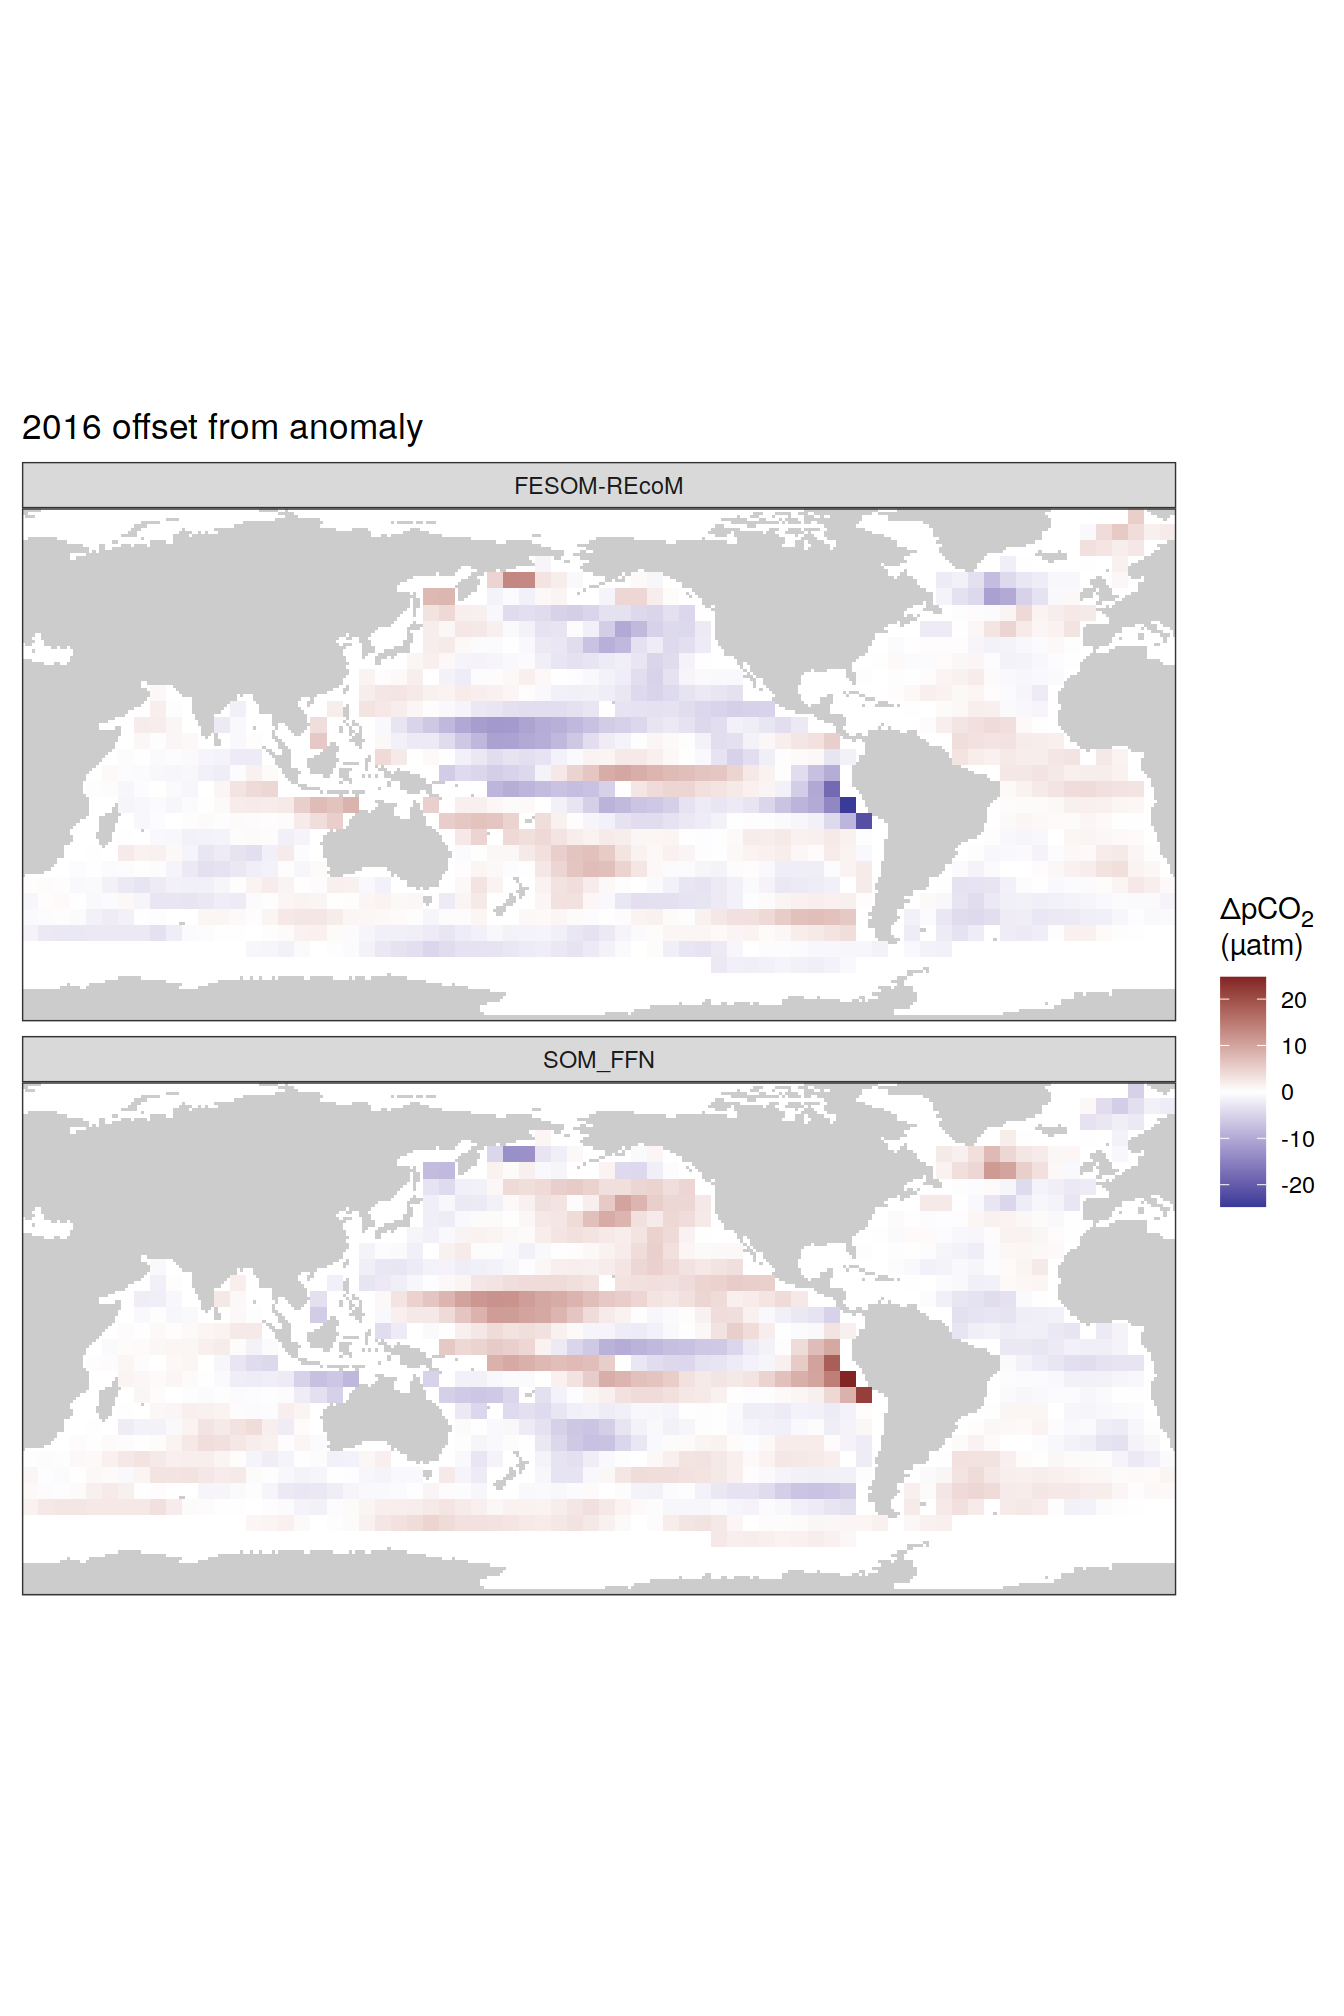 2016 offset from anomaly
FESOM-REcoM
ΔpCO₂
(µatm)
20
10
0
-10
-20
SOM_FFN